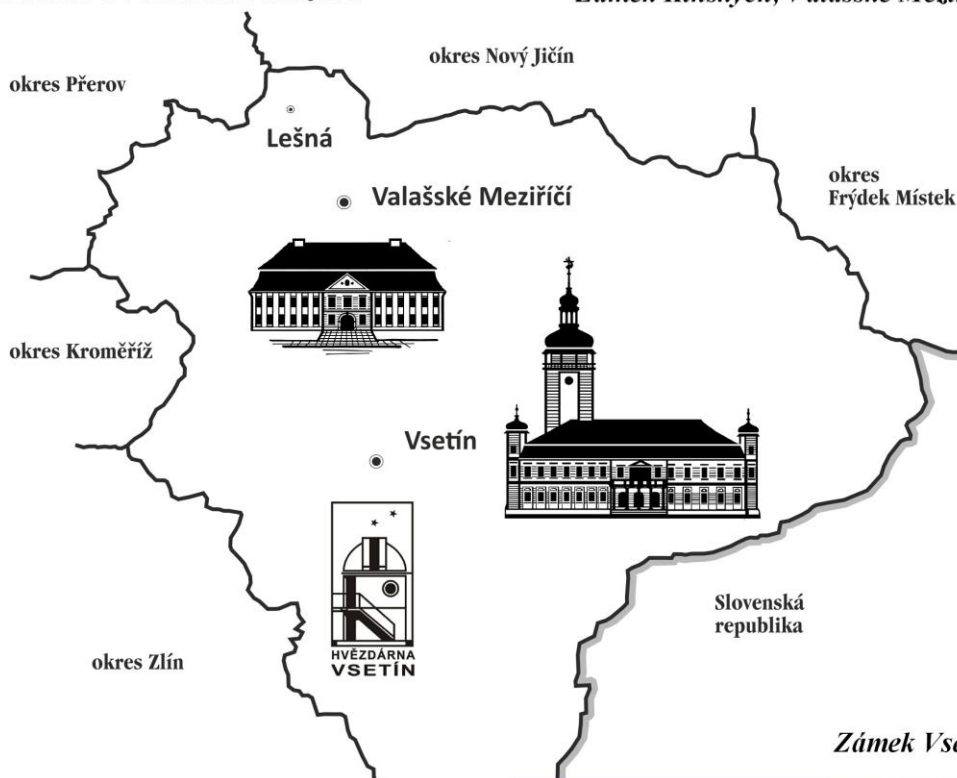 Zámek Kinských, Valašské
okres Nový Jičín
okres Přerov
Lešná
Valašské Meziříčí
okres
Frýdek Místek
okres Kroměříž
Vsetín
HVĚZDÁRNA
VSETÍN
Slovenská
republika
okres Zlín
Zámek